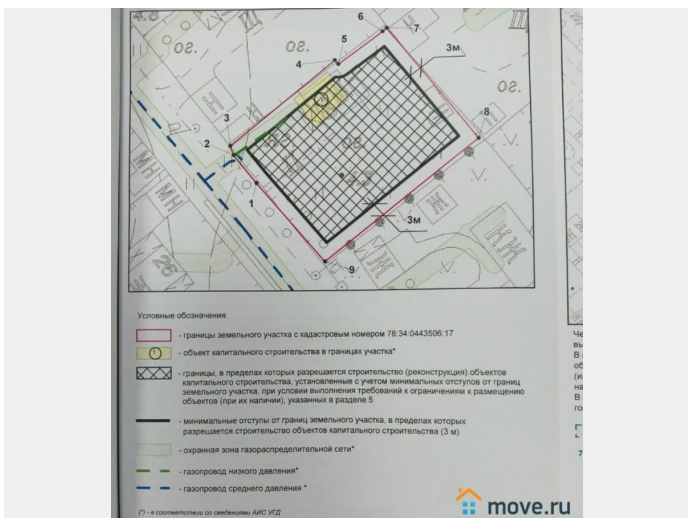 6
5
7
3м
4
ог.
ог.
3
8
ог.
2
ог.
1
3м
Ж
9
26
Условные обозначения:
- границы земельного участка с кадастровым номером 78:34:0443506:17
1
- объект капитального строительства в границах участка*
- границы, в пределах которых разрешается строительство (реконструкция) объектов
капитального строительства, установленные с учетом минимальных отступов от границ
земельного участка, при условии выполнения требований к ограничениям к размещению
объектов (при их наличии), указанных в разделе 5
- минимальные отступы от границ земельного участка, в пределах которых
разрешается строительство объектов капитального строительства (3 м)
- охранная зона газораспределительной сети*
- газопровод низкого давления*
- газопровод среднего давления *
(*) - в соответствии со сведениями АИС УГД
move.ru